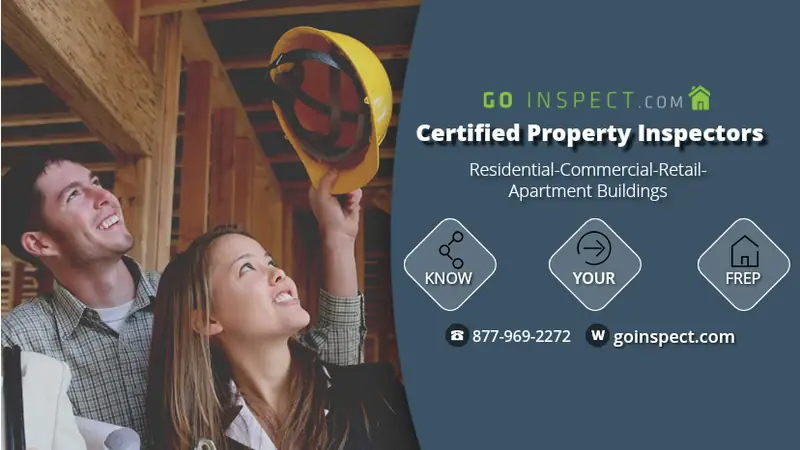 GO INSPECT.COM
Certified Property Inspectors
Residential-Commercial-Retail-
Apartment Buildings
KNOW YOUR FREP
877-969-2272 W goinspect.com